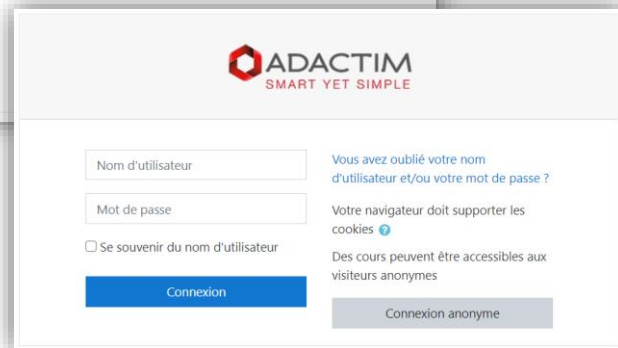 ADACTIM
SMART YET SIMPLE
Nom d'utilisateur
Mot de passe
Se souvenir du nom d'utilisateur
Connexion
Vous avez oublié votre nom
d'utilisateur et/ou votre mot de passe ?
Votre navigateur doit supporter les
cookies ?
Des cours peuvent être accessibles aux
visiteurs anonymes
Connexion anonyme